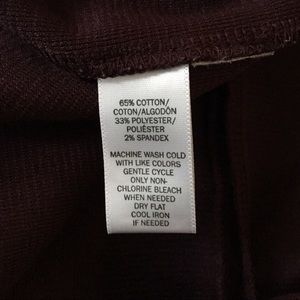 65% COTTON/
COTON/ALGODÓN
33% POLYESTER/
POLIÉSTER
2% SPANDEX
MACHINE WASH COLD
WITH LIKE COLORS
GENTLE CYCLE
ONLY NON-
CHLORINE BLEACH
WHEN NEEDED
DRY FLAT
COOL IRON
IF NEEDED